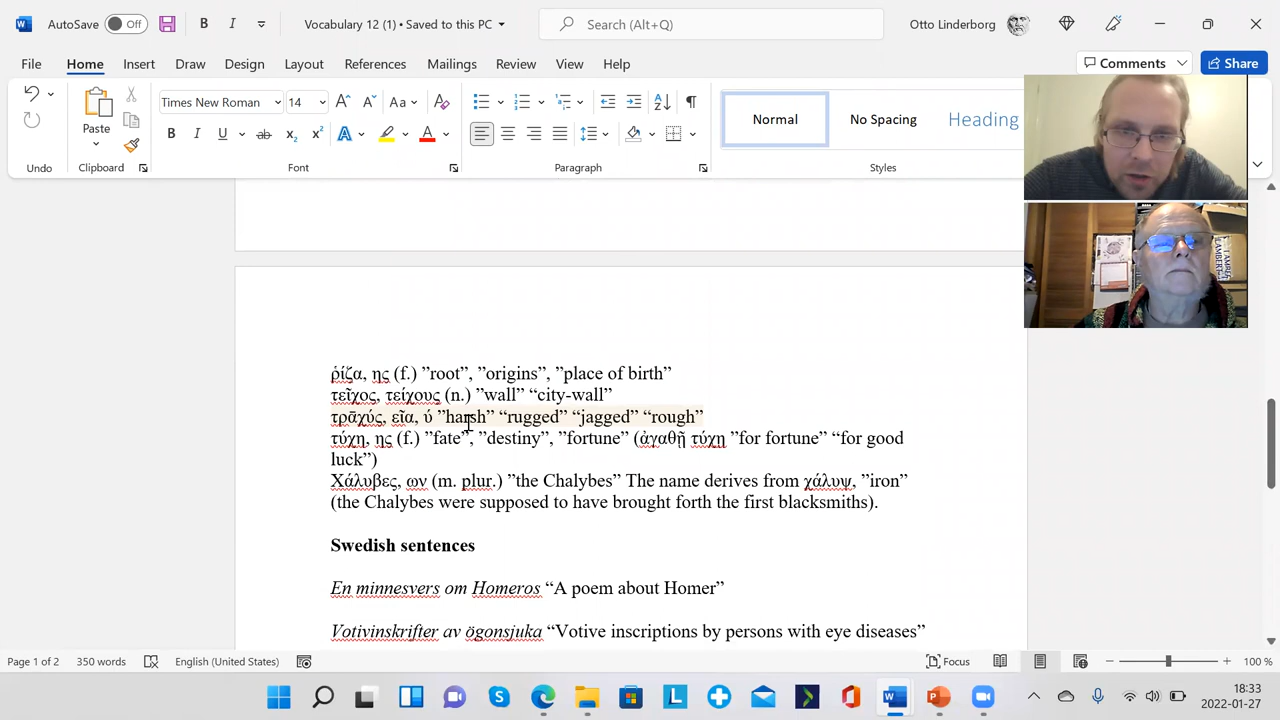 AutoSave Off Vocabulary 12 (1) • Saved to this PC Search (Alt+Q) Otto Linderborg
File Home Insert Draw Design Layout References Mailings Review View Help Comments Share
Times New Roman 14 Normal No Spacing Heading
Paste
Undo Clipboard Font Paragraph Styles
ῥίζα, ης (f.) ”root”, ”origins”, ”place of birth”
τεῖχος, τείχους (n.) ”wall” “city-wall”
τρᾱχύς, εῖα, ύ ”harsh” “rugged” “jagged” “rough”
τύχη, ης (f.) ”fate”, ”destiny”, ”fortune” (ἀγαθῇ τύχῃ ”for fortune” “for good
luck”)
Χάλυβες, ων (m. plur.) ”the Chalybes” The name derives from χάλυψ, ”iron”
(the Chalybes were supposed to have brought forth the first blacksmiths).
Swedish sentences
En minnesvers om Homeros “A poem about Homer”
Votivinskrifter av ögonsjuka “Votive inscriptions by persons with eye diseases”
Page 1 of 2 350 words English (United States) Focus 100 %
18:33
2022-01-27